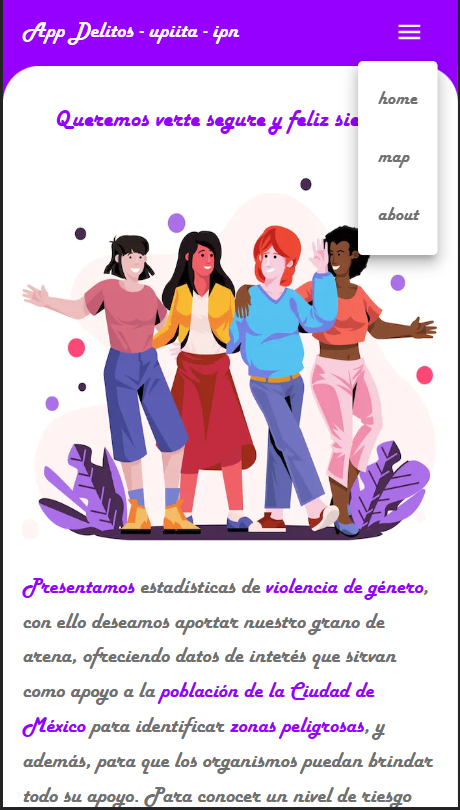 App Delitos - upiita - ipn
Queremos verte segure y feliz
home
map
about
Presentamos estadísticas de violencia de género,
con ello deseamos aportar nuestro grano de
arena, ofreciendo datos de interés que sirvan
como apoyo a la población de la Ciudad de
México para identificar zonas peligrosas, y
además, para que los organismos puedan brindar
todo su apoyo. Para conocer un nivel de riesgo